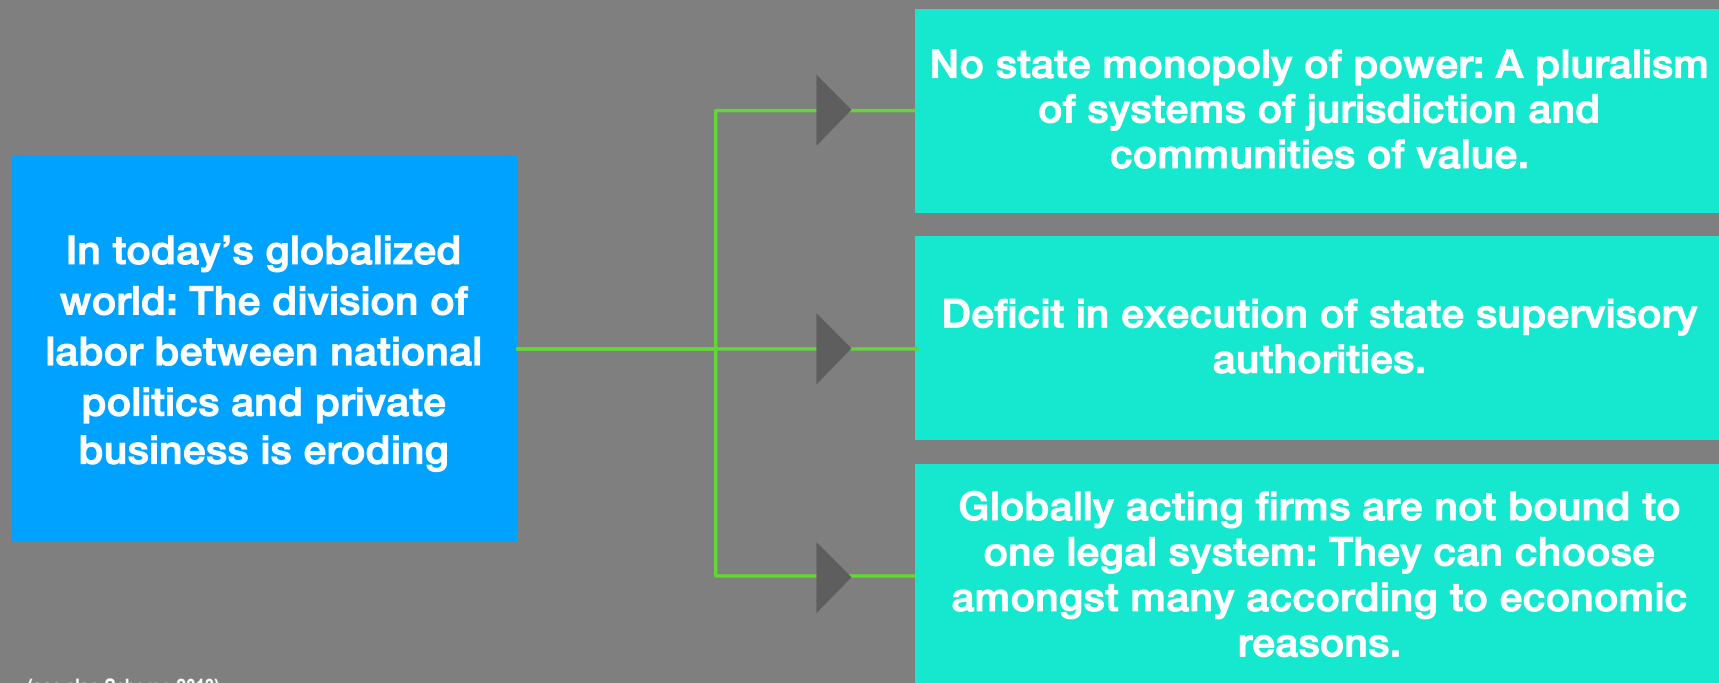 In today’s globalized
world: The division of
labor between national
politics and private
business is eroding
No state monopoly of power: A pluralism
of systems of jurisdiction and
communities of value.
Deficit in execution of state supervisory
authorities.
Globally acting firms are not bound to
one legal system: They can choose
amongst many according to economic
reasons.